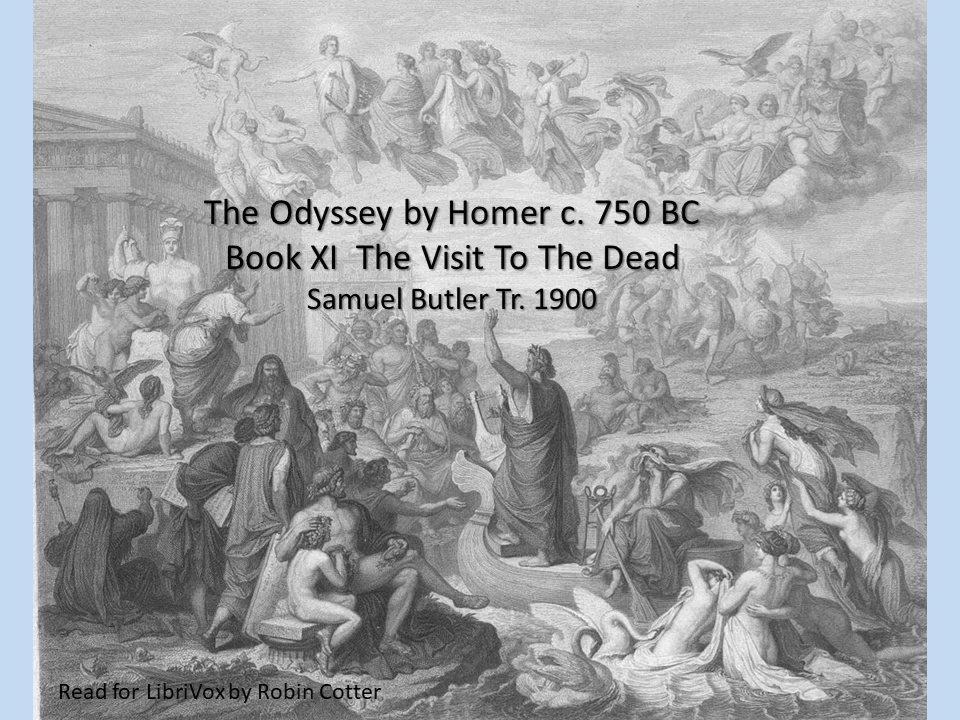 The Odyssey by Homer c. 750 BC
Book XI  The Visit To The Dead
Samuel Butler Tr. 1900
Read for LibriVox by Robin Cotter